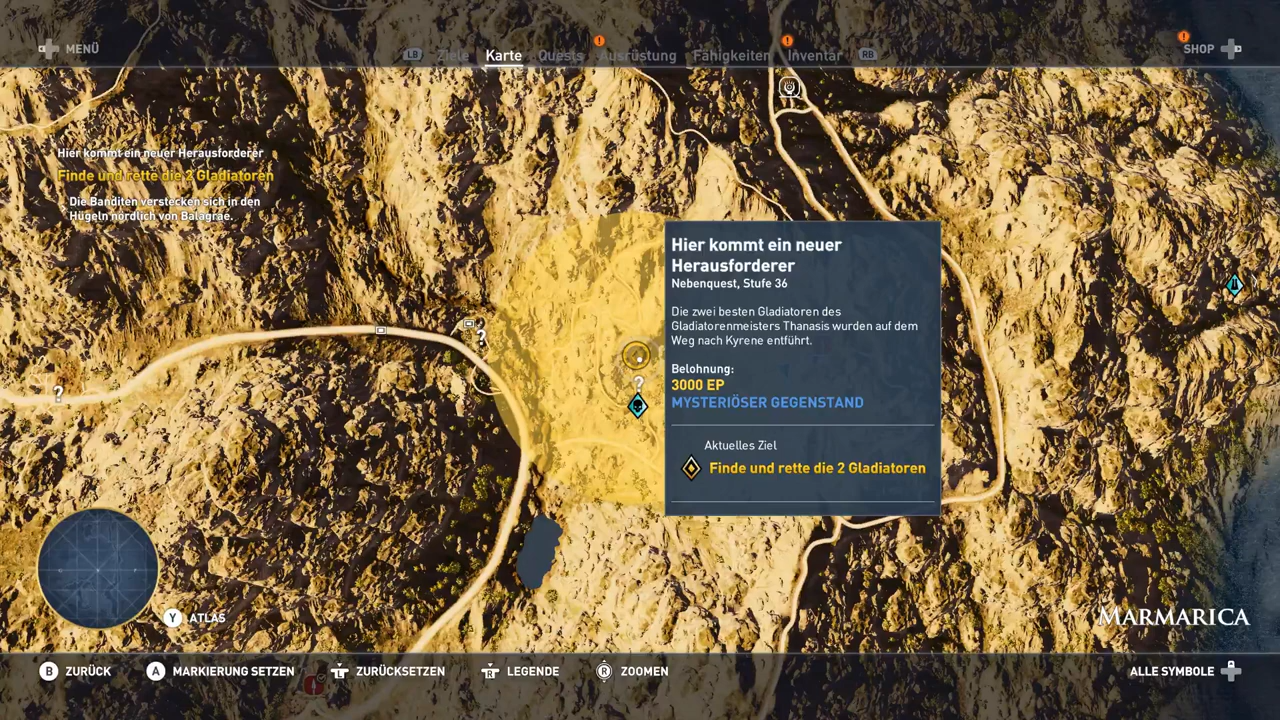 MENÜ
LB Ziele Karte Quests Ausrüstung Fähigkeiten Inventar RB
SHOP
Hier kommt ein neuer Herausforderer
Finde und rette die 2 Gladiatoren
Die Banditen verstecken sich in den
Hügeln nördlich von Balagrae.
Hier kommt ein neuer
Herausforderer
Nebenquest, Stufe 36
Die zwei besten Gladiatoren des
Gladiatorenmeisters Thanasis wurden auf dem
Weg nach Kyrene entführt.
Belohnung:
3000 EP
MYSTERIÖSER GEGENSTAND
Aktuelles Ziel
Finde und rette die 2 Gladiatoren
Y ATLAS
MARMARICA
B ZURÜCK A MARKIERUNG SETZEN L ZURÜCKSETZEN R LEGENDE R ZOOMEN ALLE SYMBOLE